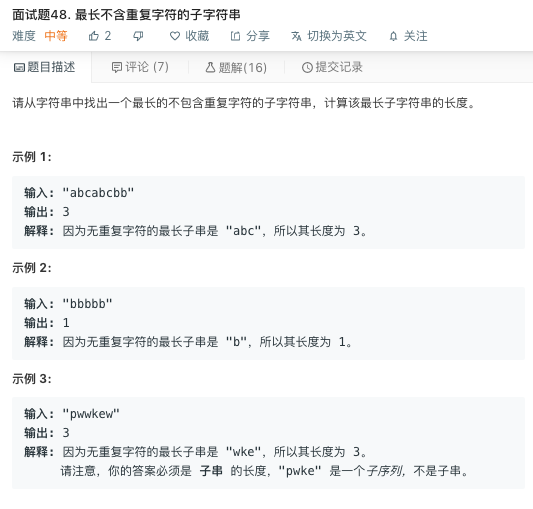 面试题48. 最长不含重复字符的子字符串
难度 中等 2 收藏 分享 切换为英文 关注
题目描述 评论 (7) 题解(16) 提交记录
请从字符串中找出一个最长的不包含重复字符的子字符串，计算该最长子字符串的长度。
示例 1:
输入: "abcabcbb"
输出: 3
解释: 因为无重复字符的最长子串是 "abc"，所以其长度为 3。
示例 2:
输入: "bbbbb"
输出: 1
解释: 因为无重复字符的最长子串是 "b"，所以其长度为 1。
示例 3:
输入: "pwwkew"
输出: 3
解释: 因为无重复字符的最长子串是 "wke"，所以其长度为 3。
请注意，你的答案必须是 子串 的长度，"pwke" 是一个子序列，不是子串。